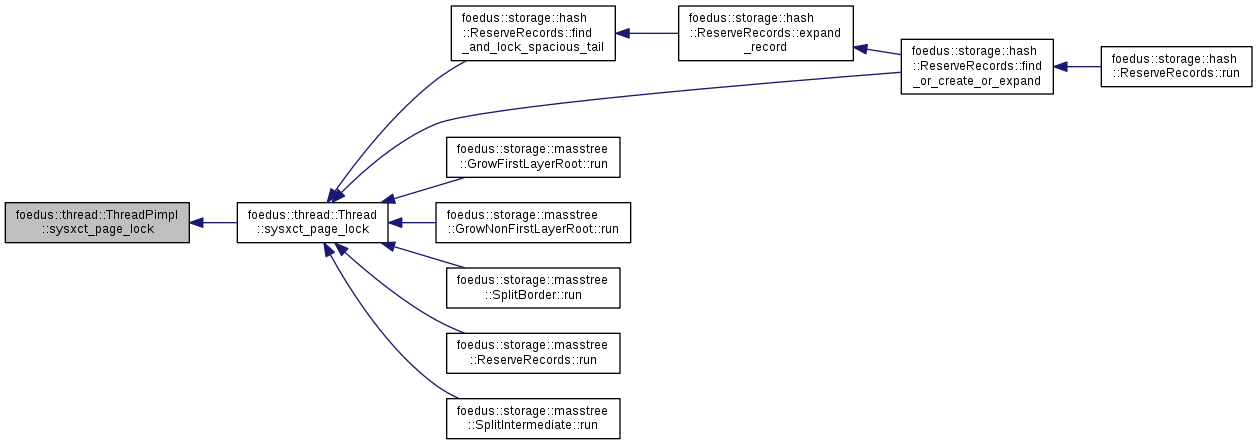 foedus::storage::hash
::ReserveRecords::find
_and_lock_spacious_tail
foedus::storage::hash
::ReserveRecords::expand
_record
foedus::storage::hash
::ReserveRecords::find
_or_create_or_expand
foedus::storage::hash
::ReserveRecords::run
foedus::storage::masstree
::GrowFirstLayerRoot::run
foedus::thread::ThreadPimpl
::sysxct_page_lock
foedus::thread::Thread
::sysxct_page_lock
foedus::storage::masstree
::GrowNonFirstLayerRoot::run
foedus::storage::masstree
::SplitBorder::run
foedus::storage::masstree
::ReserveRecords::run
foedus::storage::masstree
::SplitIntermediate::run